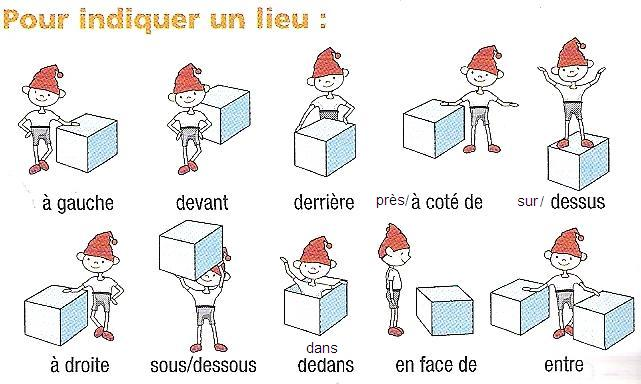 Pour indiquer un lieu :
à gauche
devant
derrière
près/ à coté de
sur/ dessus
à droite
sous/dessous
dans
dedans
en face de
entre